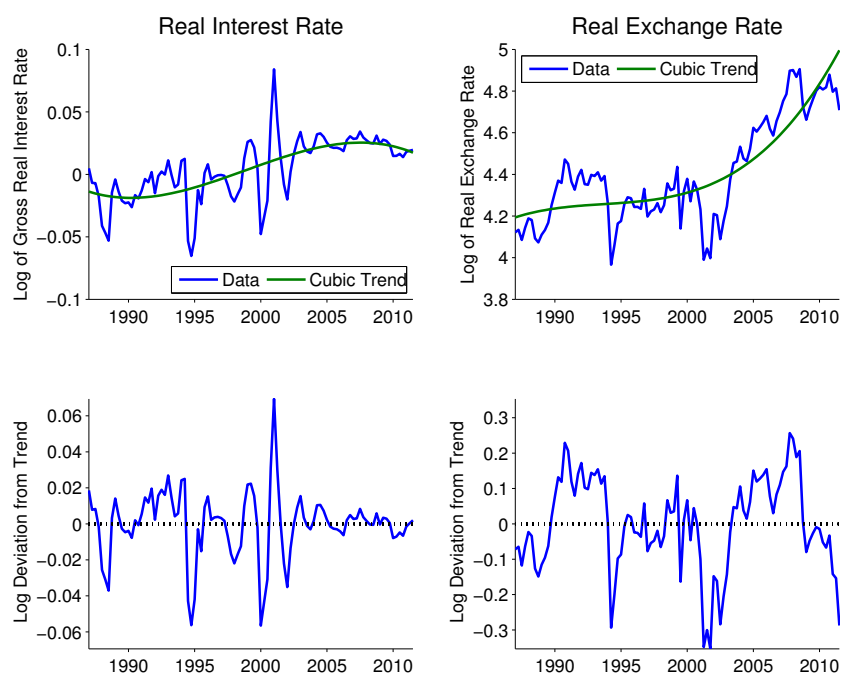 Real Interest Rate
Log of Gross Real Interest Rate
0.1
0.05
0
−0.05
−0.1
Data
Cubic Trend
1990 1995 2000 2005 2010
Real Exchange Rate
Log of Real Exchange Rate
5
4.8
4.6
4.4
4.2
4
3.8
Data
Cubic Trend
1990 1995 2000 2005 2010
Log Deviation from Trend
0.06
0.04
0.02
0
−0.02
−0.04
−0.06
1990 1995 2000 2005 2010
Log Deviation from Trend
0.3
0.2
0.1
0
−0.1
−0.2
−0.3
1990 1995 2000 2005 2010